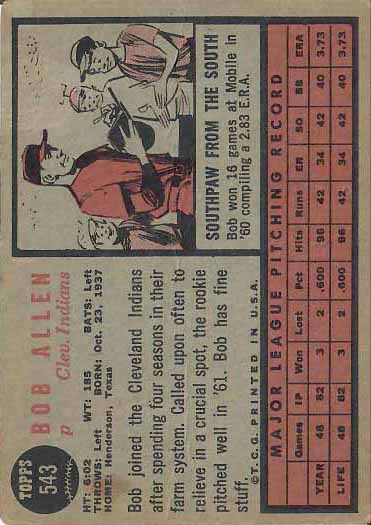 TOPPS
543
BOB ALLEN
p Clev. Indians
HT: 6:02 WT: 185 BATS: Left
THROWS: Left BORN: Oct. 23, 1937
HOME: Henderson, Texas
Bob joined the Cleveland Indians
after spending four seasons in their
farm system. Called upon often to
relieve in a crucial spot, the rookie
pitched well in '61. Bob has fine
stuff.
SOUTHPAW FROM THE SOUTH
Bob won 16 games at Mobile in
'60 compiling a 2.83 E.R.A.
©T.C.G. PRINTED IN U.S.A.
MAJOR LEAGUE PITCHING RECORD
Games IP Won Lost Pct Hits Runs ER SO BB ERA
YEAR 48 82 3 2 .600 96 42 34 42 40 3.73
LIFE 48 82 3 2 .600 96 42 34 42 40 3.73